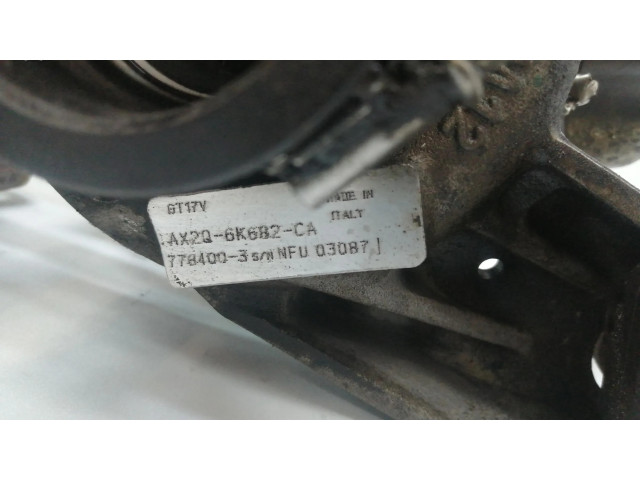 GT17V
MADE IN
ITALY
AX2Q-6K682-CA
778400-3 S/N NFU 03087